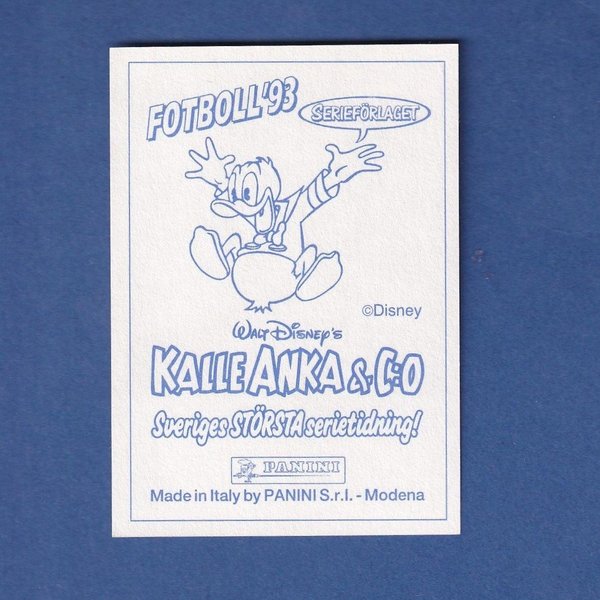 FOTBOLL '93
SERIEFÖRLAGET
©Disney
WALT DISNEY'S
KALLE ANKA & C:O
Sveriges STÖRSTA serietidning!
PANINI
Made in Italy by PANINI S.r.l. - Modena